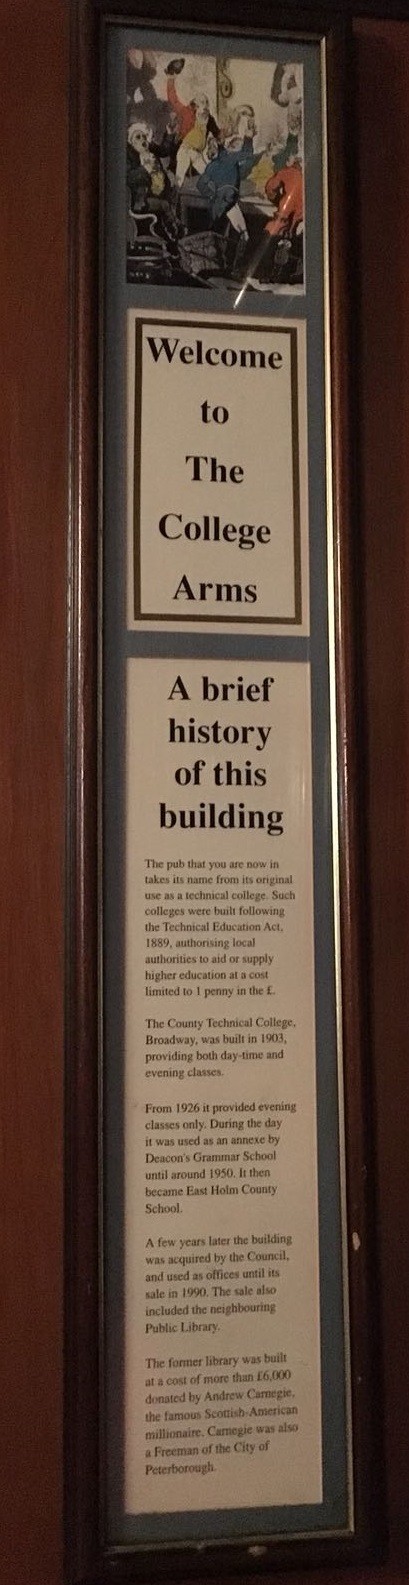 Welcome
to
The
College
Arms
A brief
history
of this
building
The pub that you are now in
takes its name from its original
use as a technical college. Such
colleges were built following
the Technical Education Act,
1889, authorising local
authorities to aid or supply
higher education at a cost
limited to 1 penny in the £.
The County Technical College,
Broadway, was built in 1903,
providing both day-time and
evening classes.
From 1926 it provided evening
classes only. During the day
it was used as an annexe by
Deacon's Grammar School
until around 1950. It then
became East Holm County
School.
A few years later the building
was acquired by the Council,
and used as offices until its
sale in 1990. The sale also
included the neighbouring
Public Library.
The former library was built
at a cost of more than £6,000
donated by Andrew Carnegie,
the famous Scottish-American
millionaire. Carnegie was also
a Freeman of the City of
Peterborough.